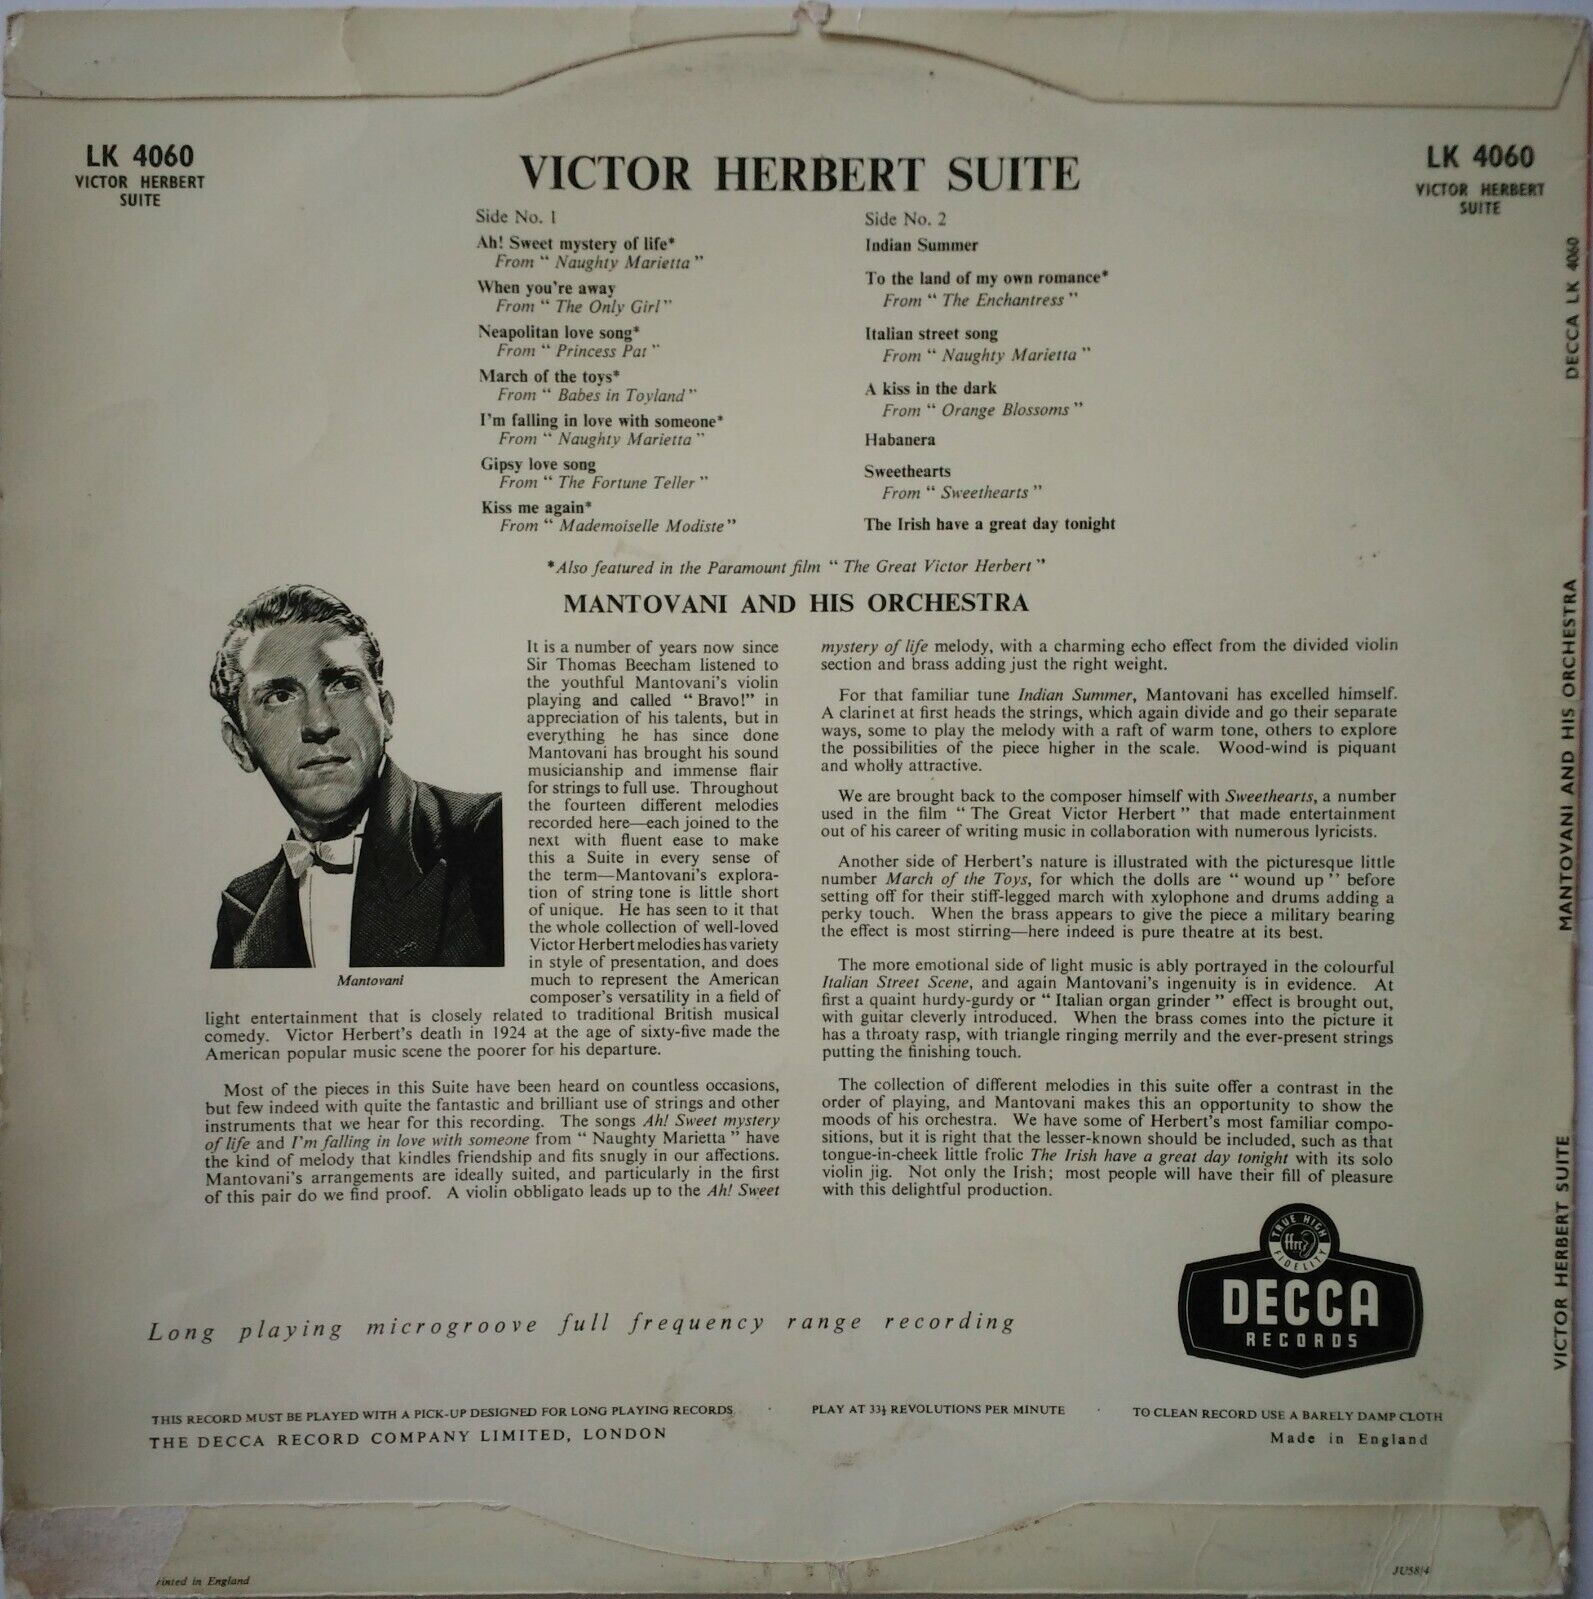 LK 4060
VICTOR HERBERT
SUITE
VICTOR HERBERT SUITE
LK 4060
VICTOR HERBERT
SUITE
Side No. 1
Ah! Sweet mystery of life*
From “ Naughty Marietta ”
When you're away
From “ The Only Girl ”
Neapolitan love song*
From “ Princess Pat ”
March of the toys*
From “ Babes in Toyland ”
I'm falling in love with someone*
From “ Naughty Marietta ”
Gipsy love song
From “ The Fortune Teller ”
Kiss me again*
From “ Mademoiselle Modiste ”
Side No. 2
Indian Summer
To the land of my own romance*
From “ The Enchantress ”
Italian street song
From “ Naughty Marietta ”
A kiss in the dark
From “ Orange Blossoms ”
Habanera
Sweethearts
From “ Sweethearts ”
The Irish have a great day tonight
*Also featured in the Paramount film “ The Great Victor Herbert ”
MANTOVANI AND HIS ORCHESTRA
Mantovani
It is a number of years now since
Sir Thomas Beecham listened to
the youthful Mantovani's violin
playing and called “ Bravo!” in
appreciation of his talents, but in
everything he has since done
Mantovani has brought his sound
musicianship and immense flair
for strings to full use. Throughout
the fourteen different melodies
recorded here—each joined to the
next with fluent ease to make
this a Suite in every sense of
the term—Mantovani's explora-
tion of string tone is little short
of unique. He has seen to it that
the whole collection of well-loved
Victor Herbert melodies has variety
in style of presentation, and does
much to represent the American
composer's versatility in a field of
light entertainment that is closely related to traditional British musical
comedy. Victor Herbert's death in 1924 at the age of sixty-five made the
American popular music scene the poorer for his departure.
Most of the pieces in this Suite have been heard on countless occasions,
but few indeed with quite the fantastic and brilliant use of strings and other
instruments that we hear for this recording. The songs Ah! Sweet mystery
of life and I'm falling in love with someone from “ Naughty Marietta ” have
the kind of melody that kindles friendship and fits snugly in our affections.
Mantovani's arrangements are ideally suited, and particularly in the first
of this pair do we find proof. A violin obbligato leads up to the Ah! Sweet
mystery of life melody, with a charming echo effect from the divided violin
section and brass adding just the right weight.
For that familiar tune Indian Summer, Mantovani has excelled himself.
A clarinet at first heads the strings, which again divide and go their separate
ways, some to play the melody with a raft of warm tone, others to explore
the possibilities of the piece higher in the scale. Wood-wind is piquant
and wholly attractive.
We are brought back to the composer himself with Sweethearts, a number
used in the film “ The Great Victor Herbert ” that made entertainment
out of his career of writing music in collaboration with numerous lyricists.
Another side of Herbert's nature is illustrated with the picturesque little
number March of the Toys, for which the dolls are “ wound up ” before
setting off for their stiff-legged march with xylophone and drums adding a
perky touch. When the brass appears to give the piece a military bearing
the effect is most stirring—here indeed is pure theatre at its best.
The more emotional side of light music is ably portrayed in the colourful
Italian Street Scene, and again Mantovani's ingenuity is in evidence. At
first a quaint hurdy-gurdy or “ Italian organ grinder ” effect is brought out,
with guitar cleverly introduced. When the brass comes into the picture it
has a throaty rasp, with triangle ringing merrily and the ever-present strings
putting the finishing touch.
The collection of different melodies in this suite offer a contrast in the
order of playing, and Mantovani makes this an opportunity to show the
moods of his orchestra. We have some of Herbert's most familiar compo-
sitions, but it is right that the lesser-known should be included, such as that
tongue-in-cheek little frolic The Irish have a great day tonight with its solo
violin jig. Not only the Irish; most people will have their fill of pleasure
with this delightful production.
Long playing microgroove full frequency range recording
TRUE HIGH
ffrr
FIDELITY
DECCA
RECORDS
THIS RECORD MUST BE PLAYED WITH A PICK-UP DESIGNED FOR LONG PLAYING RECORDS · PLAY AT 33⅓ REVOLUTIONS PER MINUTE · TO CLEAN RECORD USE A BARELY DAMP CLOTH
THE DECCA RECORD COMPANY LIMITED, LONDON
Made in England
rinted in England
JU58/4
DECCA LK 4060
MANTOVANI AND HIS ORCHESTRA
VICTOR HERBERT SUITE